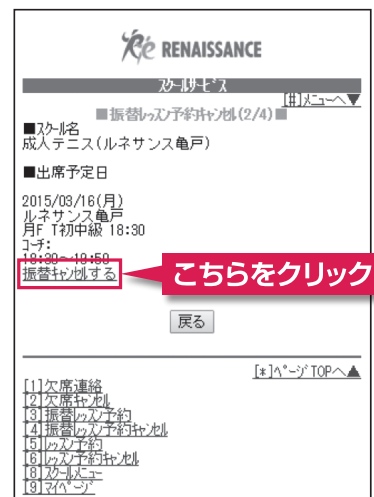 RENAISSANCE
ｽｸｰﾙｻｰﾋﾞｽ
[#]ﾒﾆｭｰへ▼
■振替ﾚｯｽﾝ予約ｷｬﾝｾﾙ(2/4)■
■ｽｸｰﾙ名
成人テニス(ルネサンス亀戸)
■出席予定日
2015/03/16(月)
ルネサンス亀戸
月F T初中級 18:30
ｺｰﾁ:
18:30～19:50
振替ｷｬﾝｾﾙする
こちらをクリック
戻る
[*]ﾍﾟｰｼﾞTOPへ▲
[1]欠席連絡
[2]欠席ｷｬﾝｾﾙ
[3]振替ﾚｯｽﾝ予約
[4]振替ﾚｯｽﾝ予約ｷｬﾝｾﾙ
[5]ﾚｯｽﾝ予約
[6]ﾚｯｽﾝ予約ｷｬﾝｾﾙ
[8]ｽｸｰﾙﾒﾆｭｰ
[9]ﾏｲﾍﾟｰｼﾞ